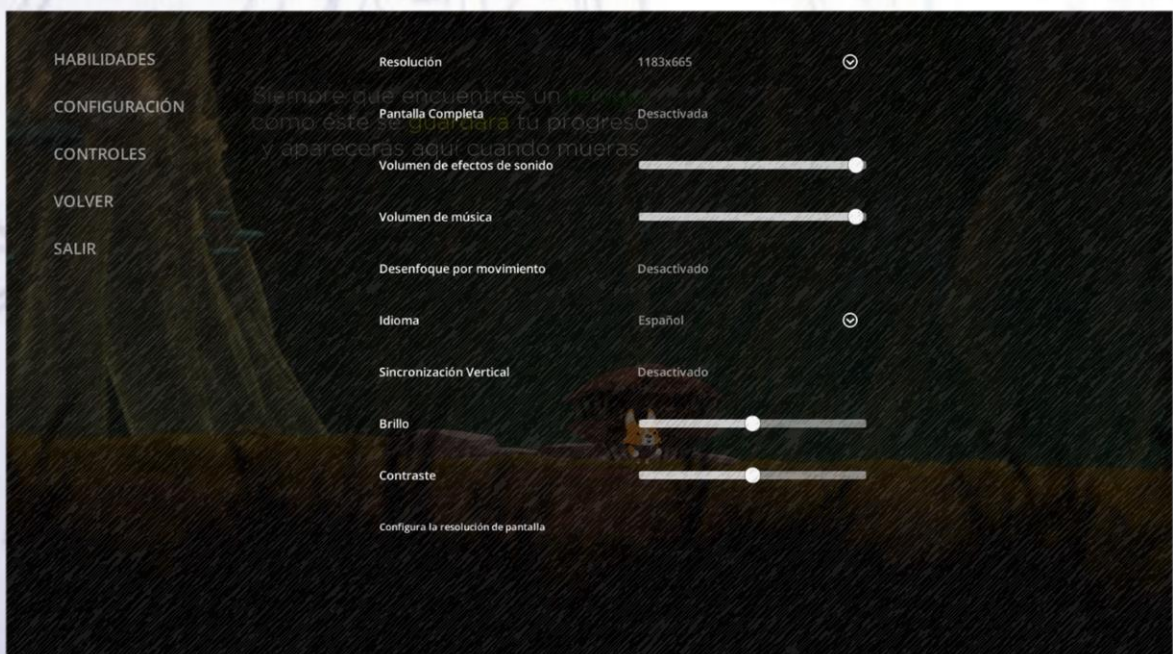 HABILIDADES
CONFIGURACIÓN
CONTROLES
VOLVER
SALIR
Siempre que encuentres un
cómo éste se guardará tu progreso
y aparecerás aquí cuando mueras
Resolución 1183x665
Pantalla Completa Desactivada
Volumen de efectos de sonido
Volumen de música
Desenfoque por movimiento Desactivado
Idioma Español
Sincronización Vertical Desactivado
Brillo
Contraste
Configura la resolución de pantalla